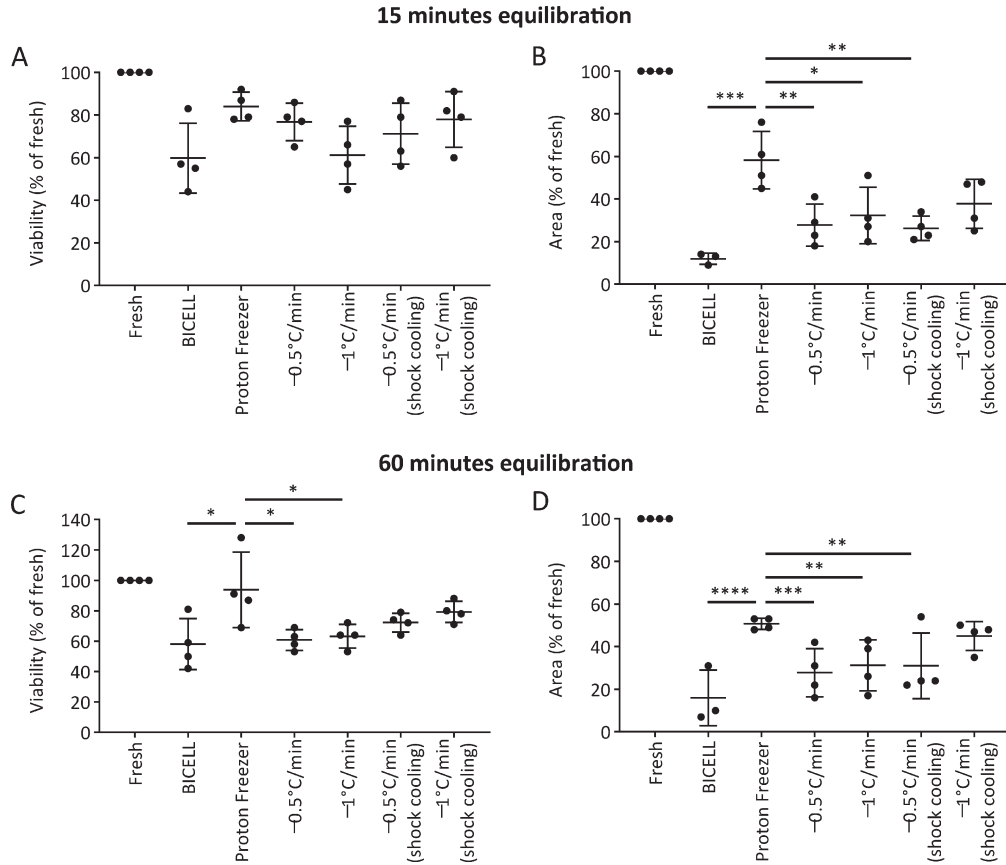 15 minutes equilibration
A
Viability (% of fresh)
100
80
60
40
20
0
Fresh
BICELL
Proton Freezer
−0.5°C/min
−1°C/min
−0.5°C/min
(shock cooling)
−1°C/min
(shock cooling)
B
Area (% of fresh)
100
80
60
40
20
0
**
*
*** **
Fresh
BICELL
Proton Freezer
−0.5°C/min
−1°C/min
−0.5°C/min
(shock cooling)
−1°C/min
(shock cooling)
60 minutes equilibration
C
Viability (% of fresh)
140
120
100
80
60
40
20
0
*
* *
Fresh
BICELL
Proton Freezer
−0.5°C/min
−1°C/min
−0.5°C/min
(shock cooling)
−1°C/min
(shock cooling)
D
Area (% of fresh)
100
80
60
40
20
0
**
**
**** ***
Fresh
BICELL
Proton Freezer
−0.5°C/min
−1°C/min
−0.5°C/min
(shock cooling)
−1°C/min
(shock cooling)